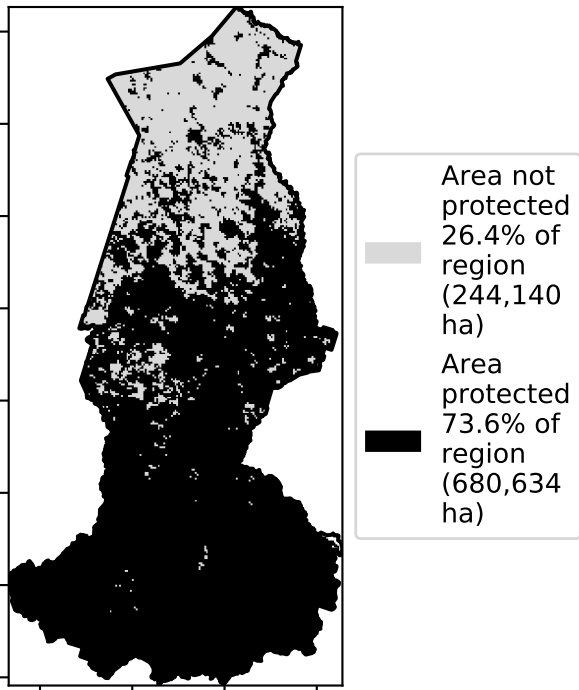 Area not
protected
26.4% of
region
(244,140
ha)
Area
protected
73.6% of
region
(680,634
ha)